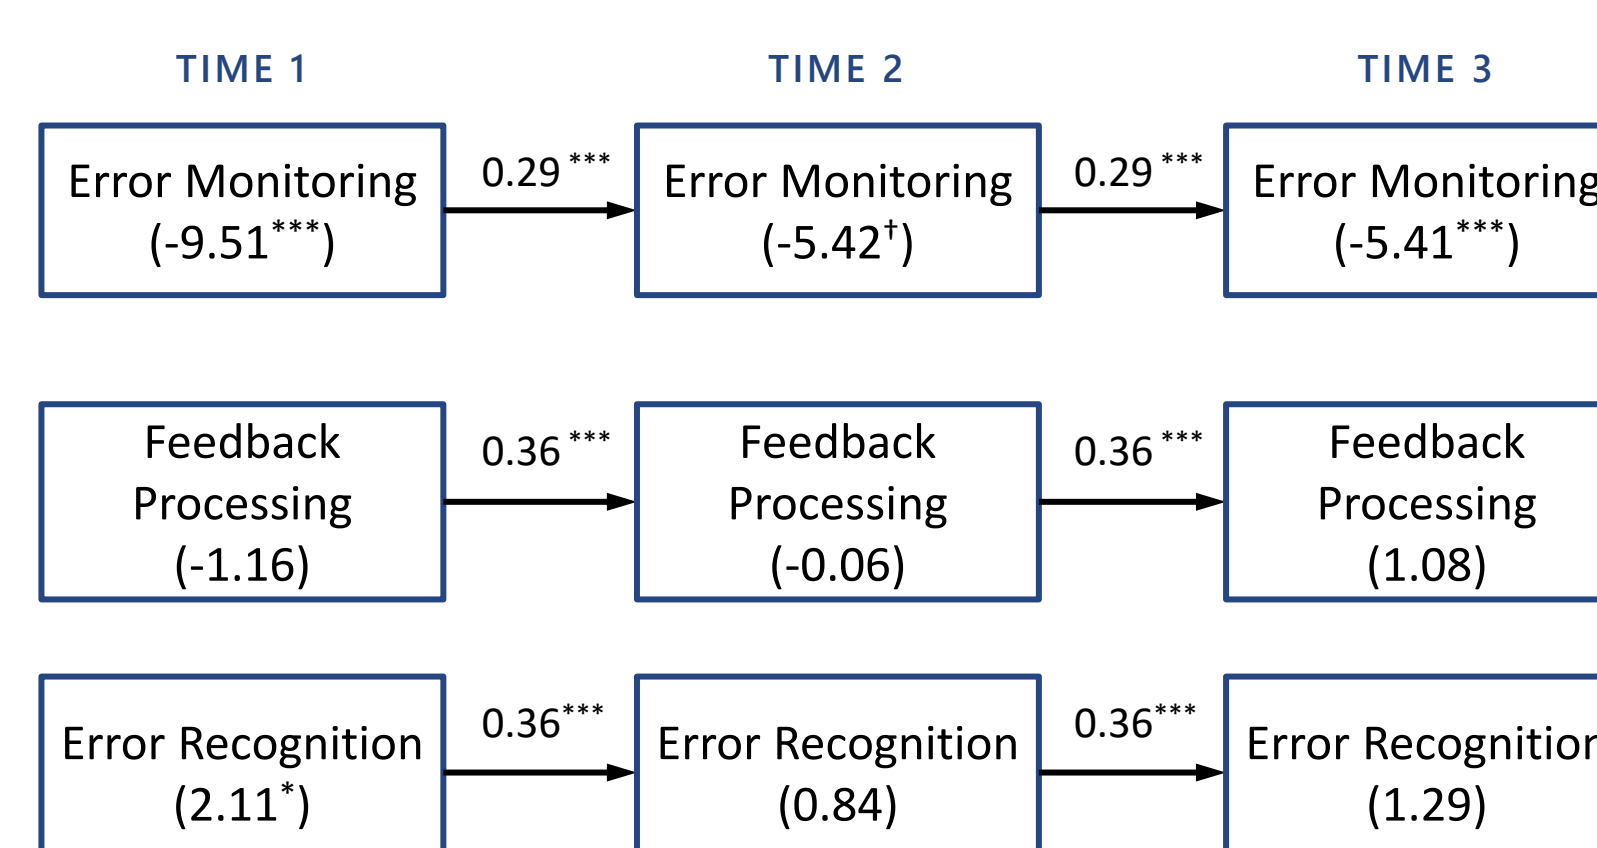 TIME 1 TIME 2 TIME 3
0.29 *** 0.29 ***
Error Monitoring Error Monitoring Error Monitoring
(-9.51***) (-5.42†) (-5.41***)
Feedback Feedback Feedback
0.36 *** 0.36 ***
Processing Processing Processing
(-1.16) (-0.06) (1.08)
0.36*** 0.36***
Error Recognition Error Recognition Error Recognition
(2.11*) (0.84) (1.29)